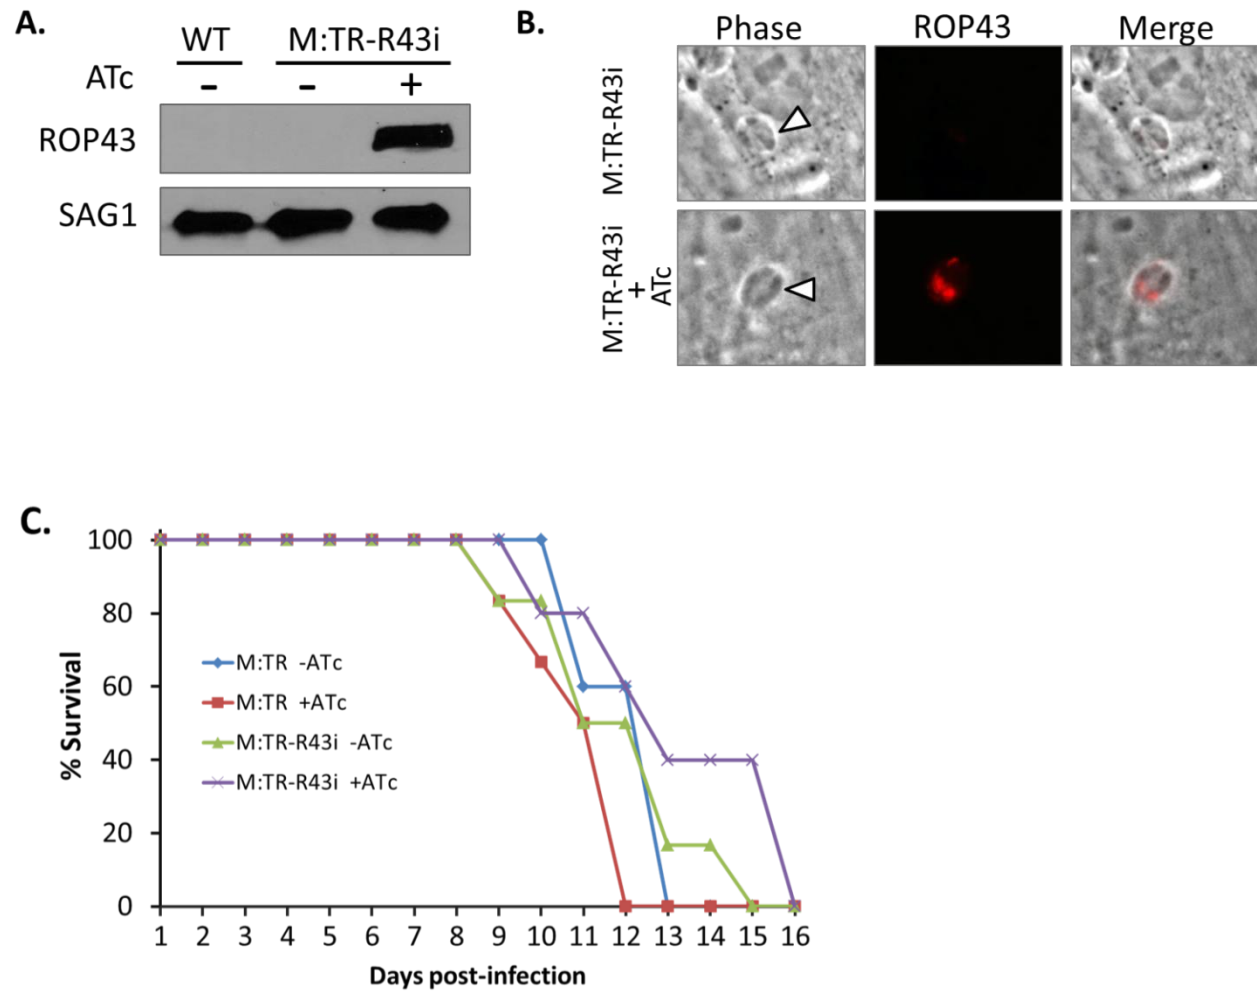 A.
WT M:TR-R43i
ATc - - +
ROP43
SAG1
B.
Phase ROP43 Merge
M:TR-R43i
M:TR-R43i
+
ATc
C.
100
80
60
40
20
0
% Survival
M:TR -ATc
M:TR +ATc
M:TR-R43i -ATc
M:TR-R43i +ATc
1 2 3 4 5 6 7 8 9 10 11 12 13 14 15 16
Days post-infection